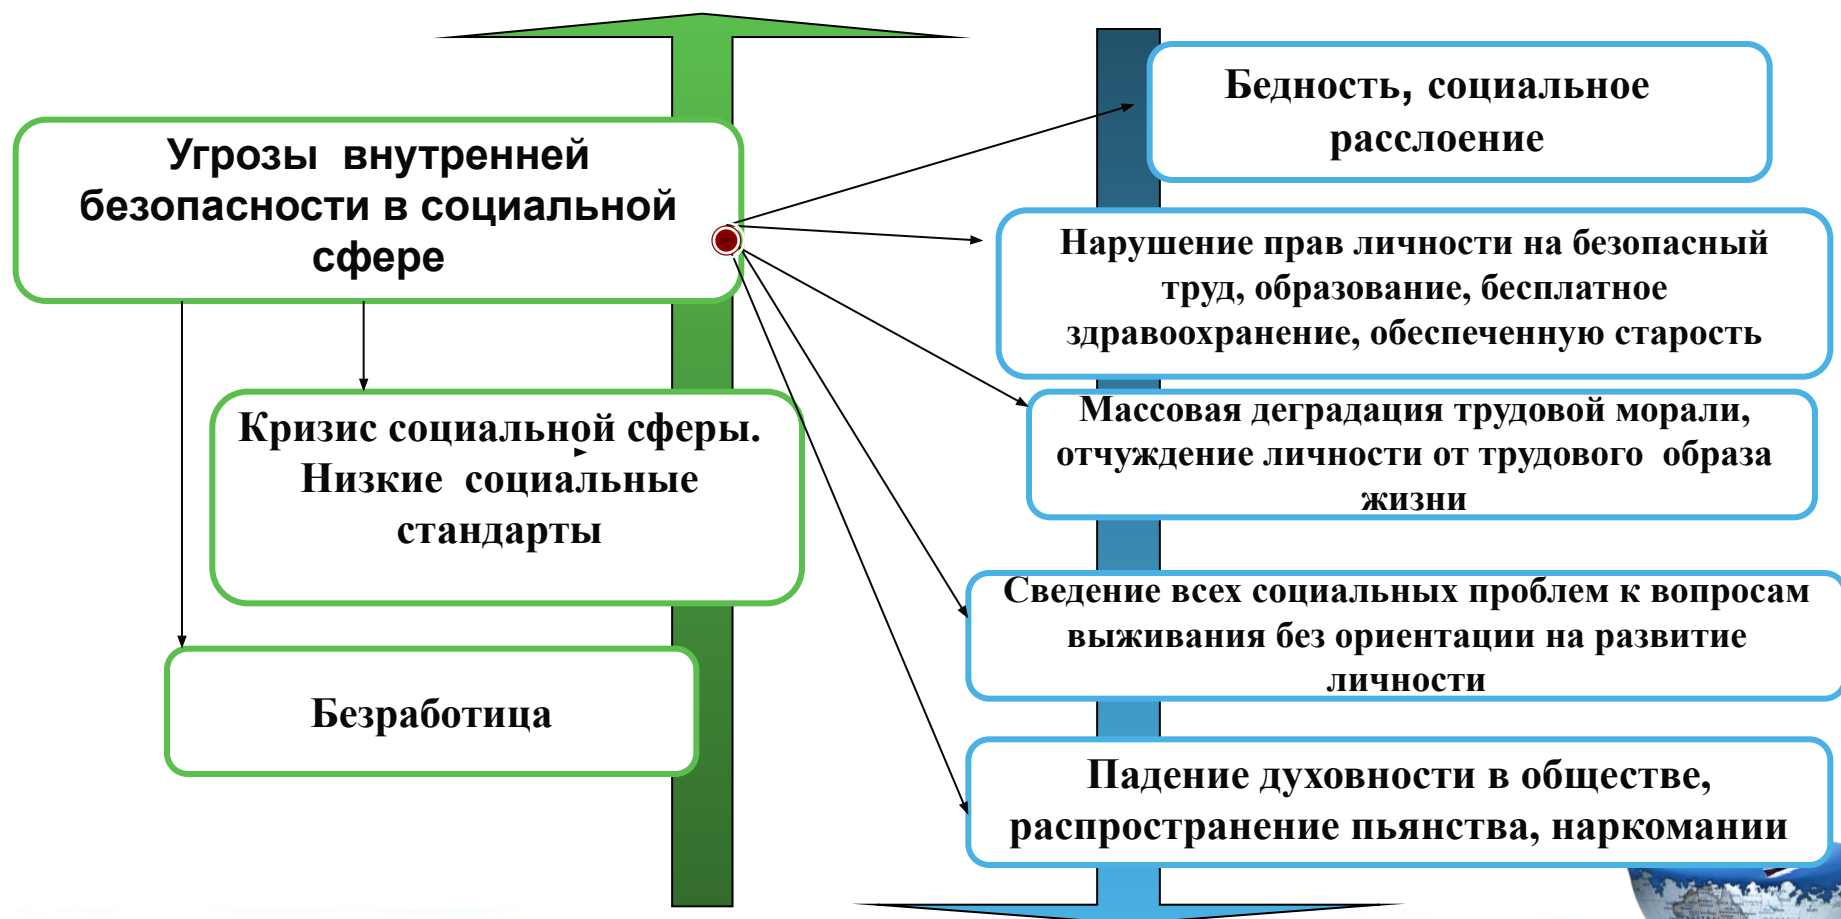 Угрозы внутренней
безопасности в социальной
сфере
Кризис социальной сферы.
Низкие социальные
стандарты
Безработица
Бедность, социальное
расслоение
Нарушение прав личности на безопасный
труд, образование, бесплатное
здравоохранение, обеспеченную старость
Массовая деградация трудовой морали,
отчуждение личности от трудового образа
жизни
Сведение всех социальных проблем к вопросам
выживания без ориентации на развитие
личности
Падение духовности в обществе,
распространение пьянства, наркомании